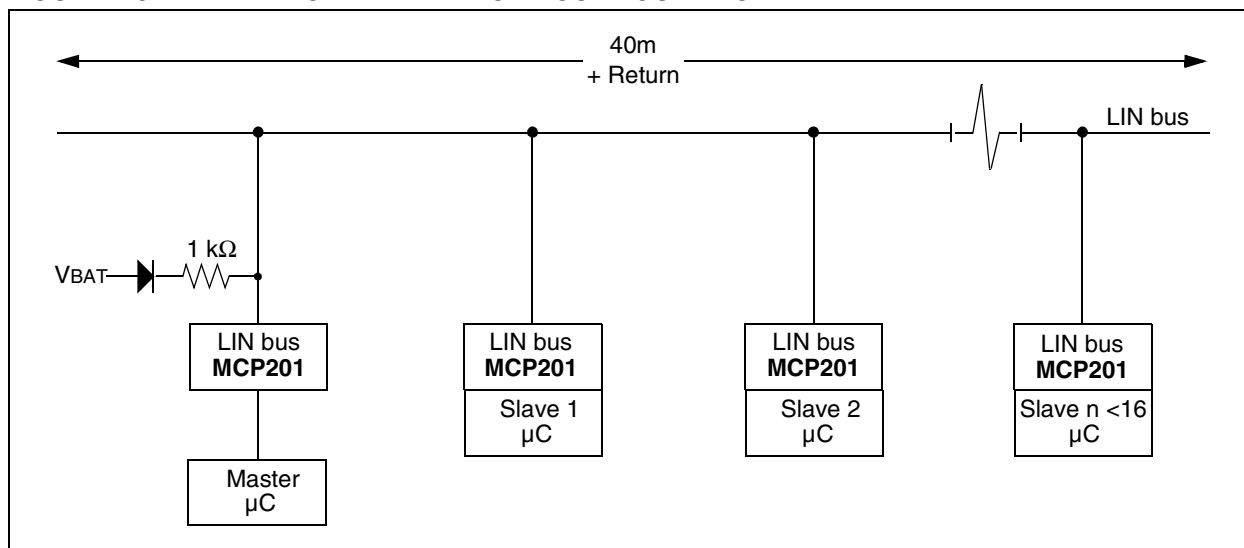 40m
+ Return
LIN bus
1 kΩ
VBAT
LIN bus
MCP201
Master
µC
LIN bus
MCP201
Slave 1
µC
LIN bus
MCP201
Slave 2
µC
LIN bus
MCP201
Slave n <16
µC